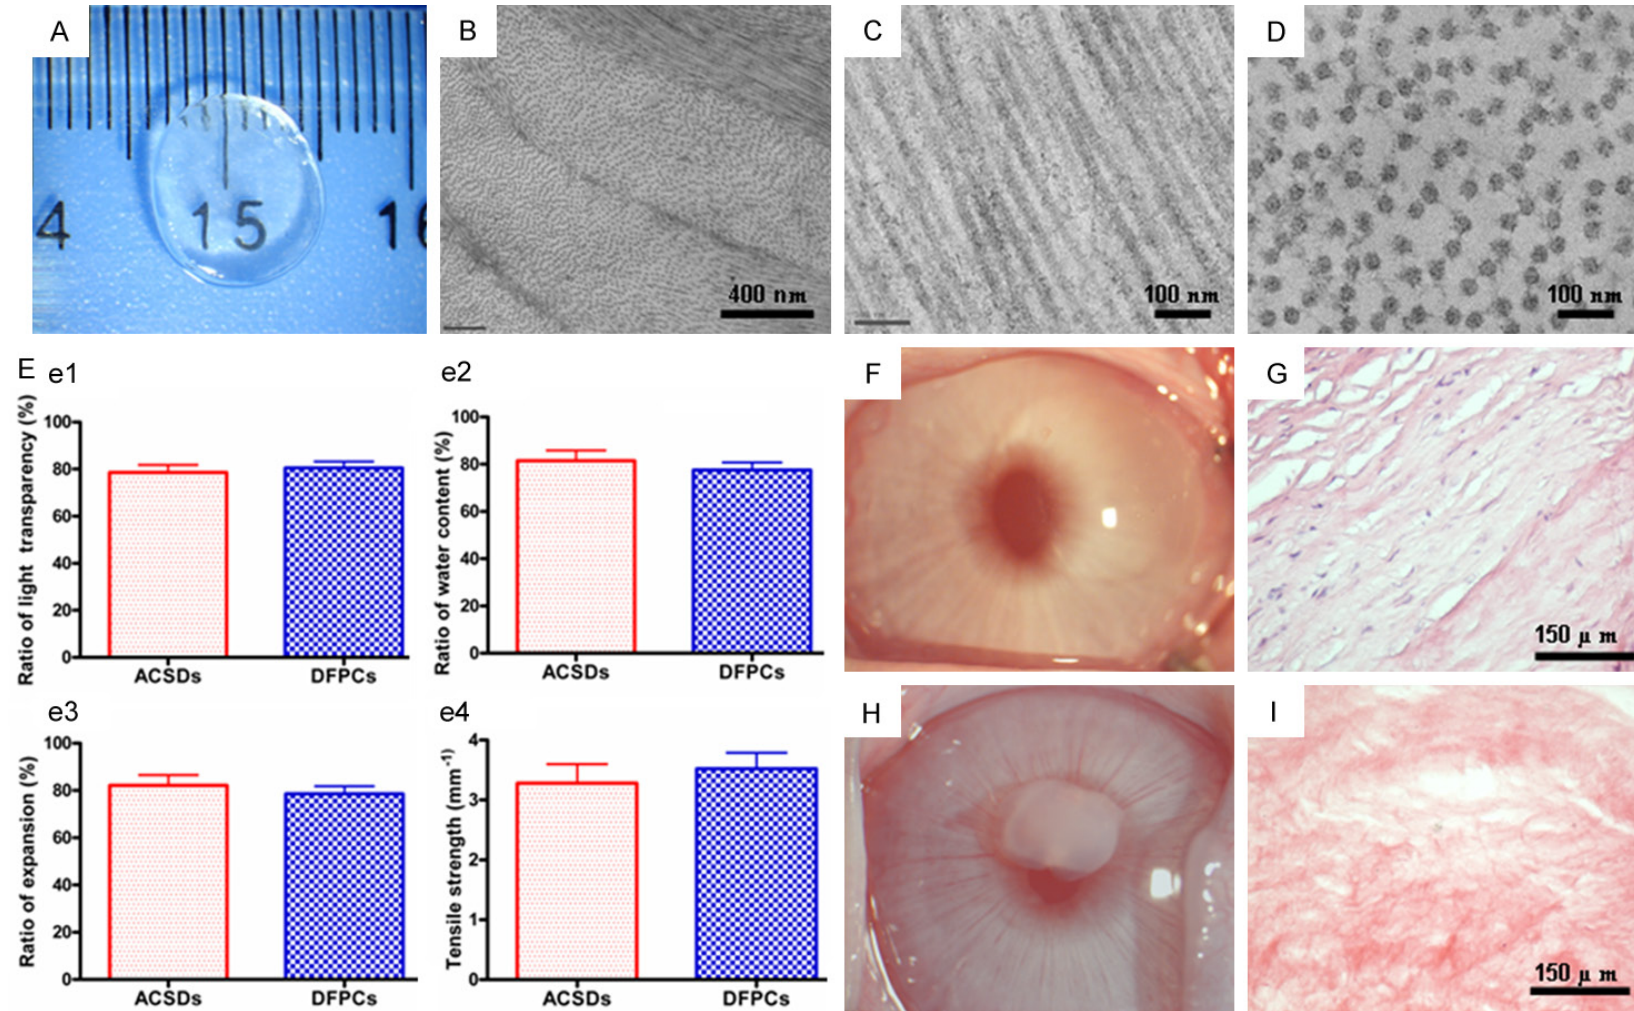 A
B
C
D
4
15
16
400 nm
100 nm
100 nm
E
e1
e2
F
G
Ratio of light transparency (%)
100
80
60
40
20
0
ACSDs
DFPCs
Ratio of water content (%)
100
80
60
40
20
0
ACSDs
DFPCs
150 μ m
e3
e4
H
I
Ratio of expansion (%)
100
80
60
40
20
0
ACSDs
DFPCs
Tensile strength (mm⁻¹)
4
3
2
1
0
ACSDs
DFPCs
150 μ m